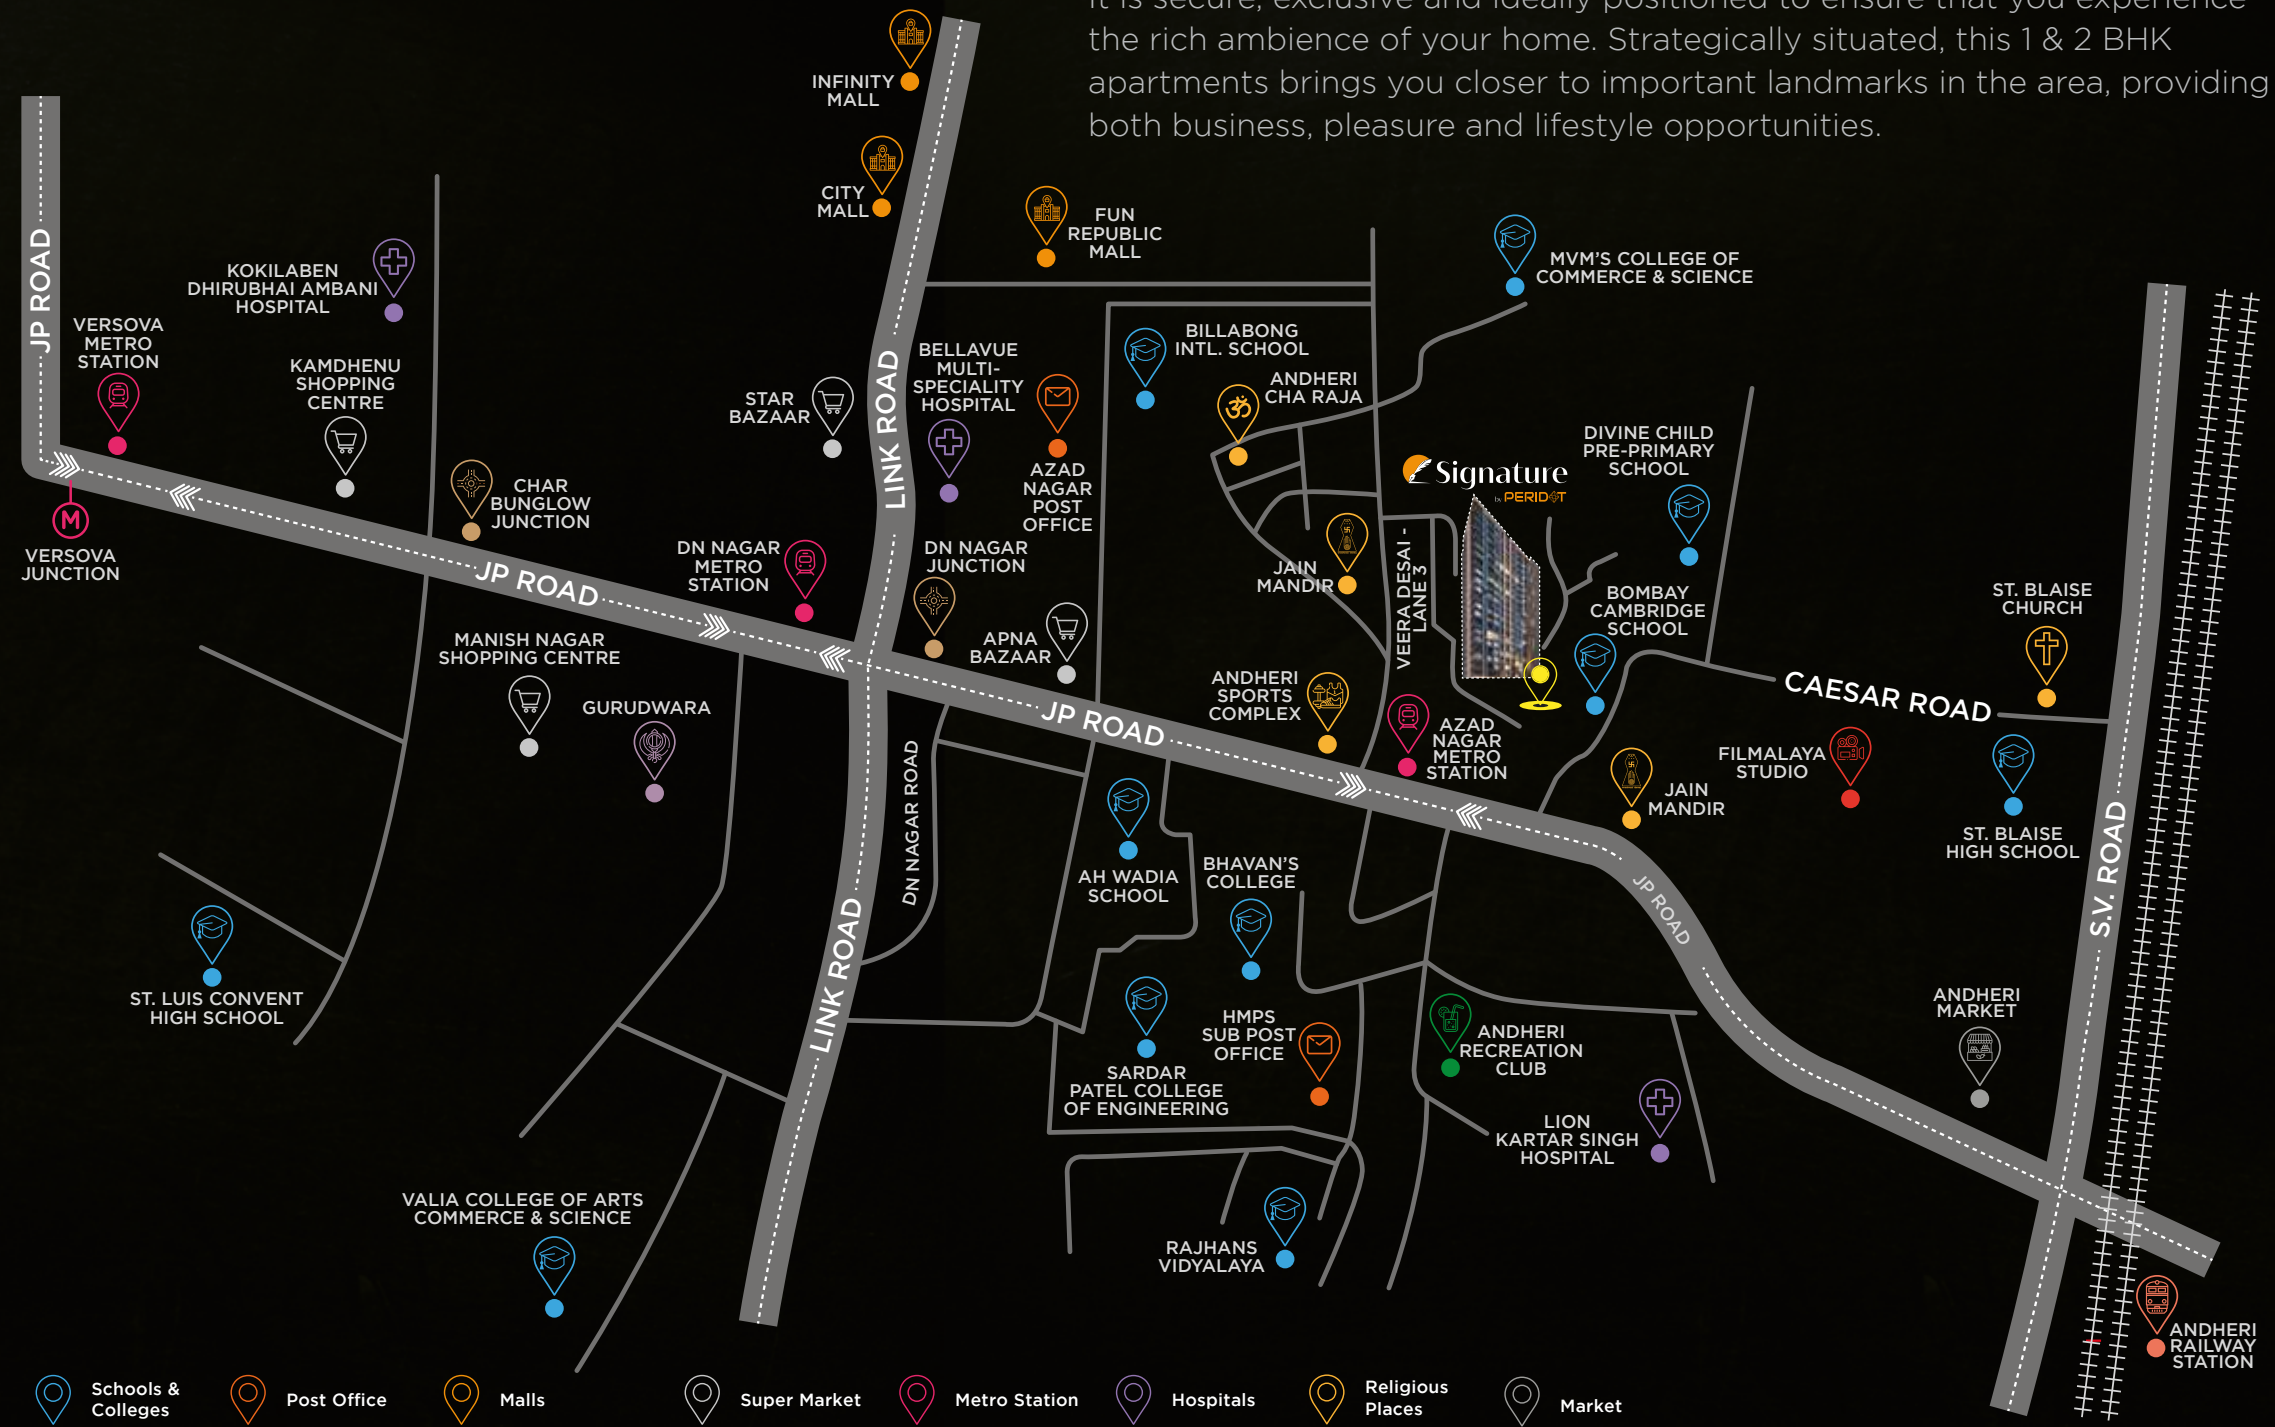 It is secure, exclusive and ideally positioned to ensure that you experience
the rich ambience of your home. Strategically situated, this 1 & 2 BHK
apartments brings you closer to important landmarks in the area, providing
both business, pleasure and lifestyle opportunities.
INFINITY
MALL
CITY
MALL
FUN
REPUBLIC
MALL
MVM'S COLLEGE OF
COMMERCE & SCIENCE
JP ROAD
KOKILABEN
DHIRUBHAI AMBANI
HOSPITAL
VERSOVA
METRO
STATION
KAMDHENU
SHOPPING
CENTRE
STAR
BAZAAR
LINK ROAD
BELLAVUE
MULTI-
SPECIALITY
HOSPITAL
BILLABONG
INTL. SCHOOL
ANDHERI
CHA RAJA
AZAD
NAGAR
POST
OFFICE
Signature
by PERIDOT
DIVINE CHILD
PRE-PRIMARY
SCHOOL
M
VERSOVA
JUNCTION
CHAR
BUNGLOW
JUNCTION
JP ROAD
DN NAGAR
METRO
STATION
DN NAGAR
JUNCTION
JAIN
MANDIR
VEERA DESAI -
LANE 3
BOMBAY
CAMBRIDGE
SCHOOL
ST. BLAISE
CHURCH
MANISH NAGAR
SHOPPING CENTRE
APNA
BAZAAR
GURUDWARA
JP ROAD
ANDHERI
SPORTS
COMPLEX
AZAD
NAGAR
METRO
STATION
CAESAR ROAD
FILMALAYA
STUDIO
JAIN
MANDIR
ST. BLAISE
HIGH SCHOOL
DN NAGAR ROAD
AH WADIA
SCHOOL
BHAVAN'S
COLLEGE
JP ROAD
S.V. ROAD
ST. LUIS CONVENT
HIGH SCHOOL
LINK ROAD
SARDAR
PATEL COLLEGE
OF ENGINEERING
HMPS
SUB POST
OFFICE
ANDHERI
RECREATION
CLUB
ANDHERI
MARKET
LION
KARTAR SINGH
HOSPITAL
VALIA COLLEGE OF ARTS
COMMERCE & SCIENCE
RAJHANS
VIDYALAYA
ANDHERI
RAILWAY
STATION
Schools &
Colleges
Post Office
Malls
Super Market
Metro Station
Hospitals
Religious
Places
Market